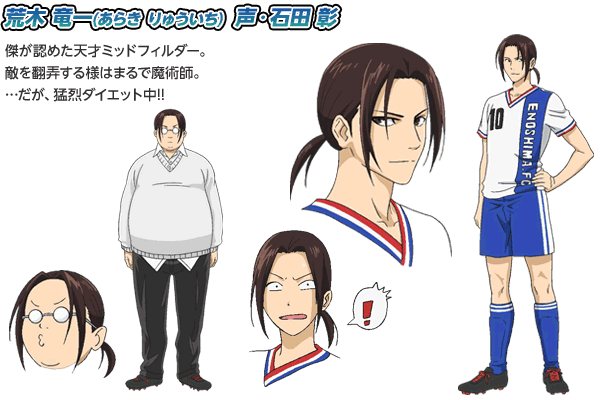 荒木 竜一(あらき りゅういち) 声・石田 彰
傑が認めた天才ミッドフィルダー。
敵を翻弄する様はまるで魔術師。
…だが、猛烈ダイエット中!!
10
ENOSHIMA FC
!